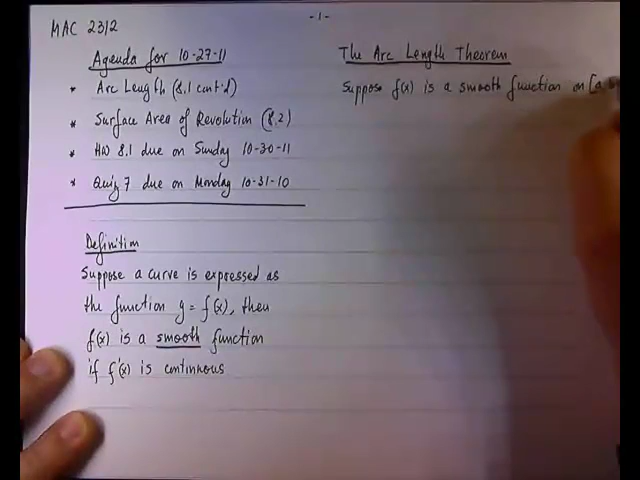 MAC 2312
- 1 -
Agenda for 10-27-11
* Arc Length (8.1 cont'd)
* Surface Area of Revolution (8.2)
* HW 8.1 due on Sunday 10-30-11
* Quiz 7 due on Monday 10-31-10
Definition
Suppose a curve is expressed as
the function y = f(x), then
f(x) is a smooth function
if f'(x) is continuous
The Arc Length Theorem
Suppose f(x) is a smooth function on [a,